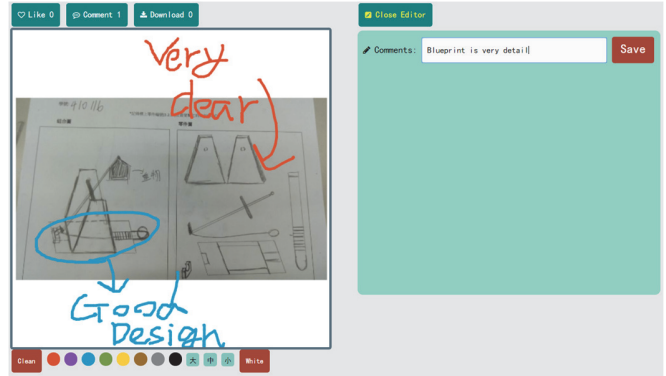 Like 0
Comment 1
Download 0
Close Editor
Comments:
Blueprint is very detail
Save
Very
clear
Good
Design
Clean
大
中
小
White